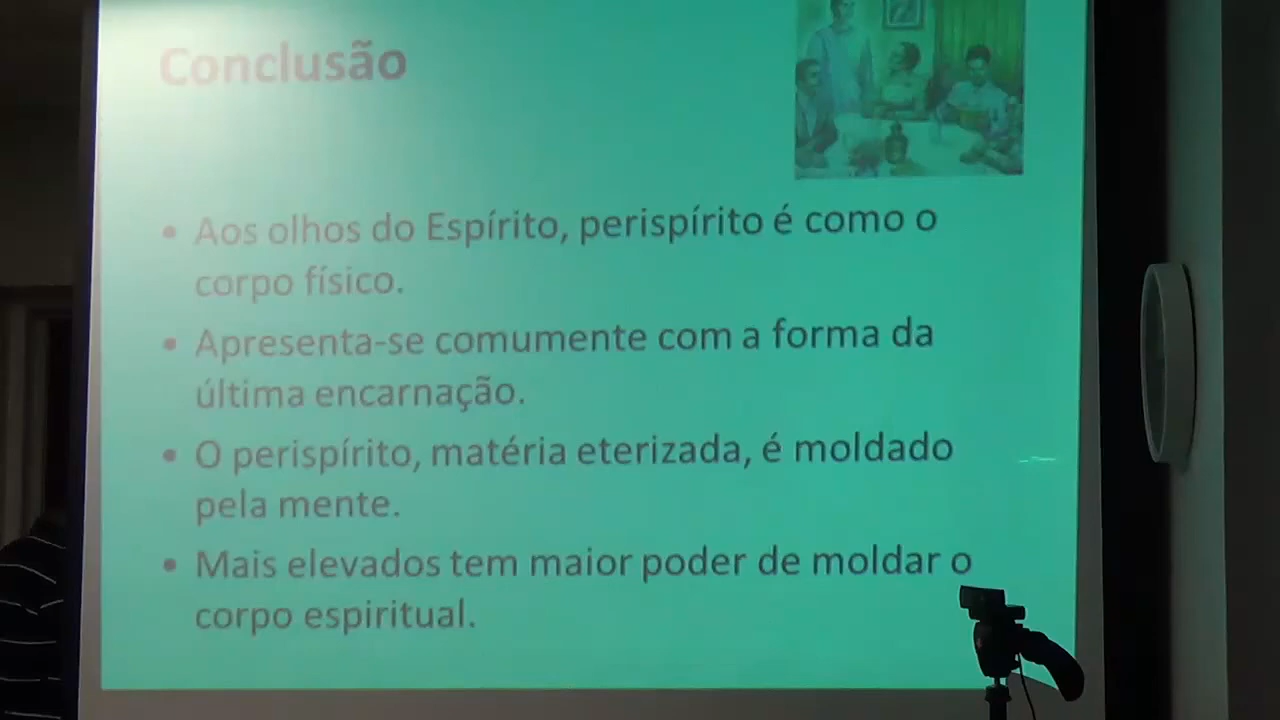 Conclusão
• Aos olhos do Espírito, perispírito é como o
corpo físico.
• Apresenta-se comumente com a forma da
última encarnação.
• O perispírito, matéria eterizada, é moldado
pela mente.
• Mais elevados tem maior poder de moldar o
corpo espiritual.